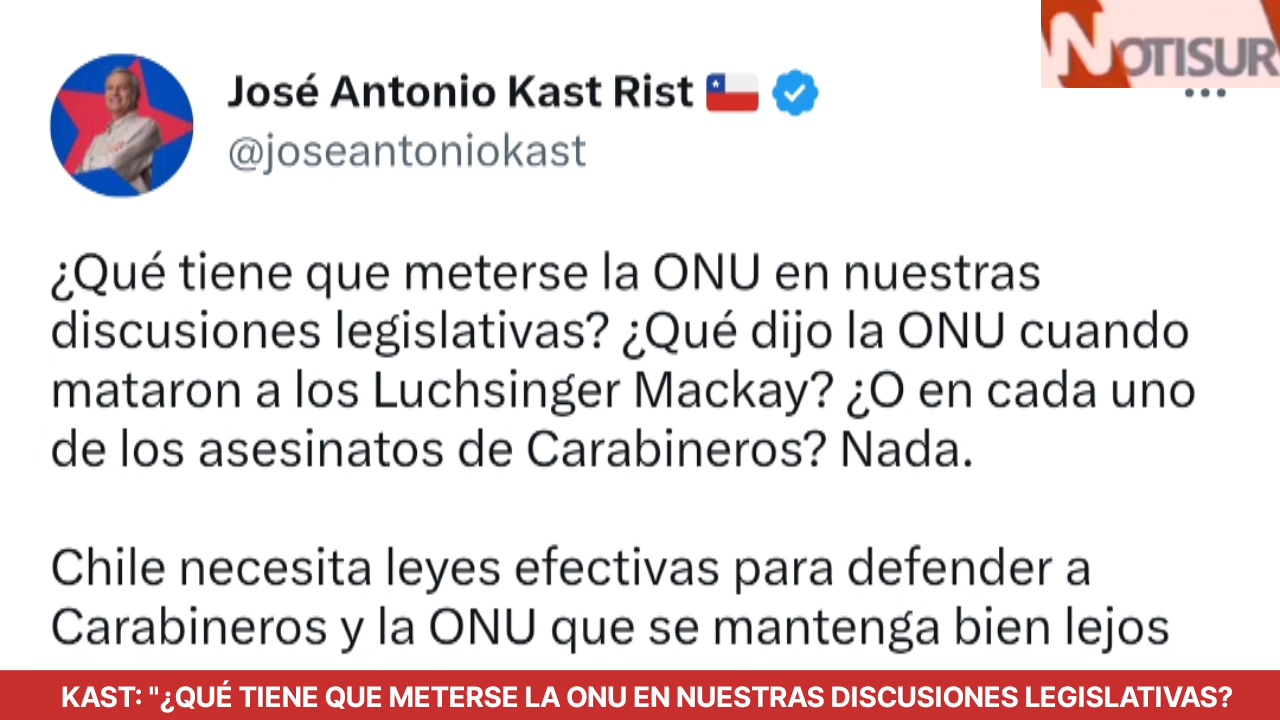 NOTISUR
José Antonio Kast Rist
@joseantoniokast
¿Qué tiene que meterse la ONU en nuestras
discusiones legislativas? ¿Qué dijo la ONU cuando
mataron a los Luchsinger Mackay? ¿O en cada uno
de los asesinatos de Carabineros? Nada.
Chile necesita leyes efectivas para defender a
Carabineros y la ONU que se mantenga bien lejos
KAST: "¿QUÉ TIENE QUE METERSE LA ONU EN NUESTRAS DISCUSIONES LEGISLATIVAS?